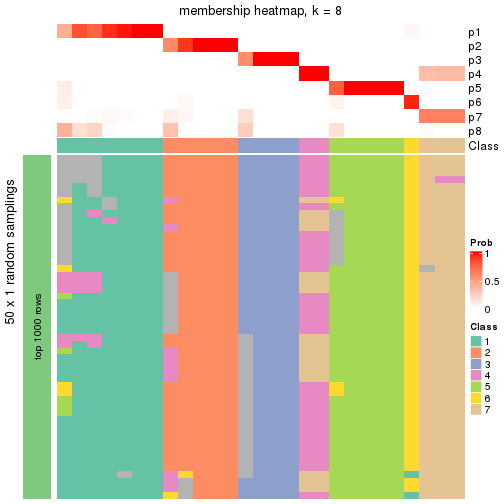 membership heatmap, k = 8
p1
p2
p3
p4
p5
p6
p7
p8
Class
50 x 1 random samplings
top 1000 rows
Prob
1
0.5
0
Class
1
2
3
4
5
6
7